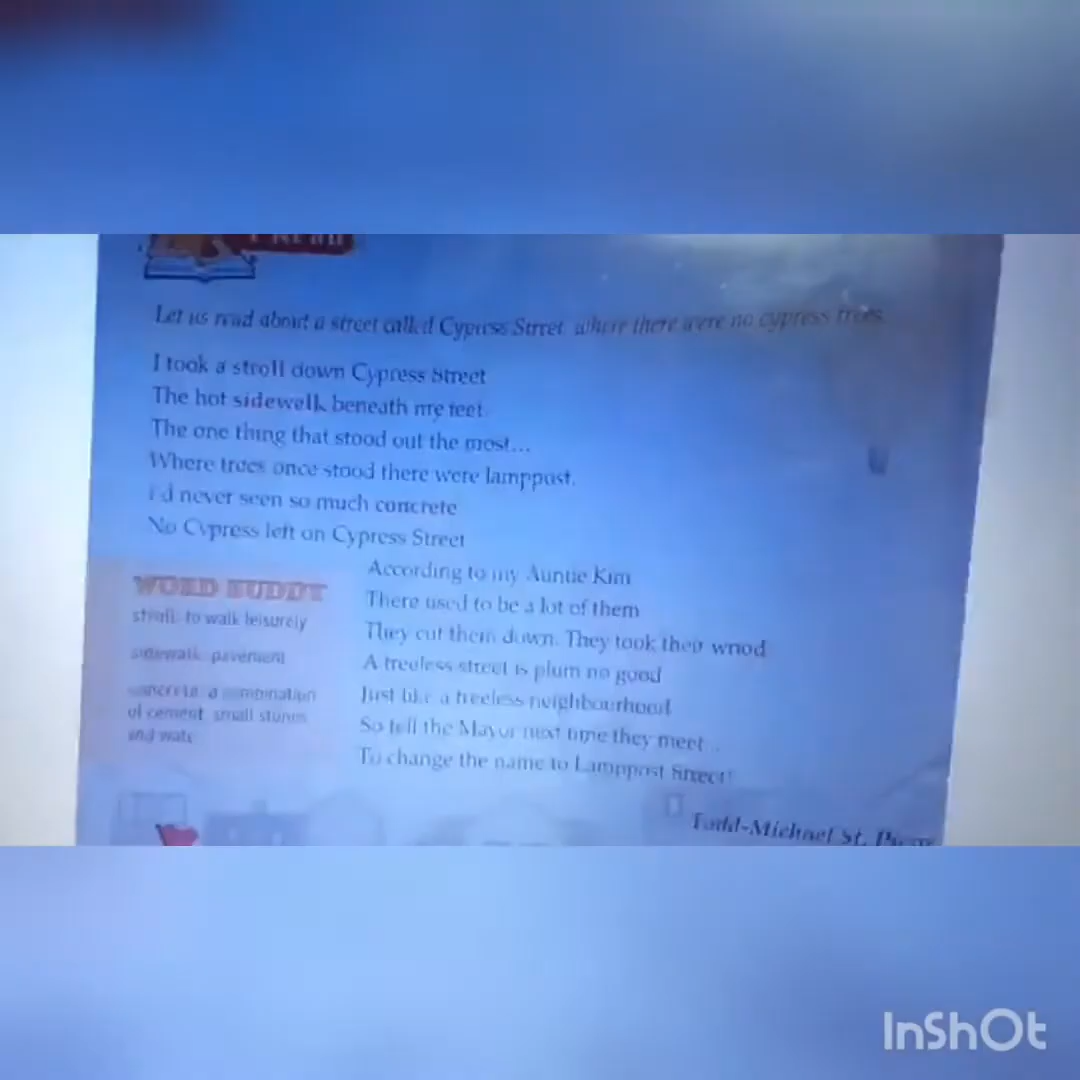 Let us read about a street called Cypress Street where there were no cypress trees.
I took a stroll down Cypress Street
The hot sidewalk beneath my feet
The one thing that stood out the most...
Where trees once stood there were lamppost.
I'd never seen so much concrete
No Cypress left on Cypress Street
According to my Auntie Kim
There used to be a lot of them
They cut them down. They took their wood
A treeless street is plum no good
Just like a treeless neighbourhood
So tell the Mayor next time they meet...
To change the name to Lamppost Street!
Todd-Michael St.
WORD BUDDY
stroll: to walk leisurely
sidewalk: pavement
concrete: a combination
of cement, small stones
and
InShOt